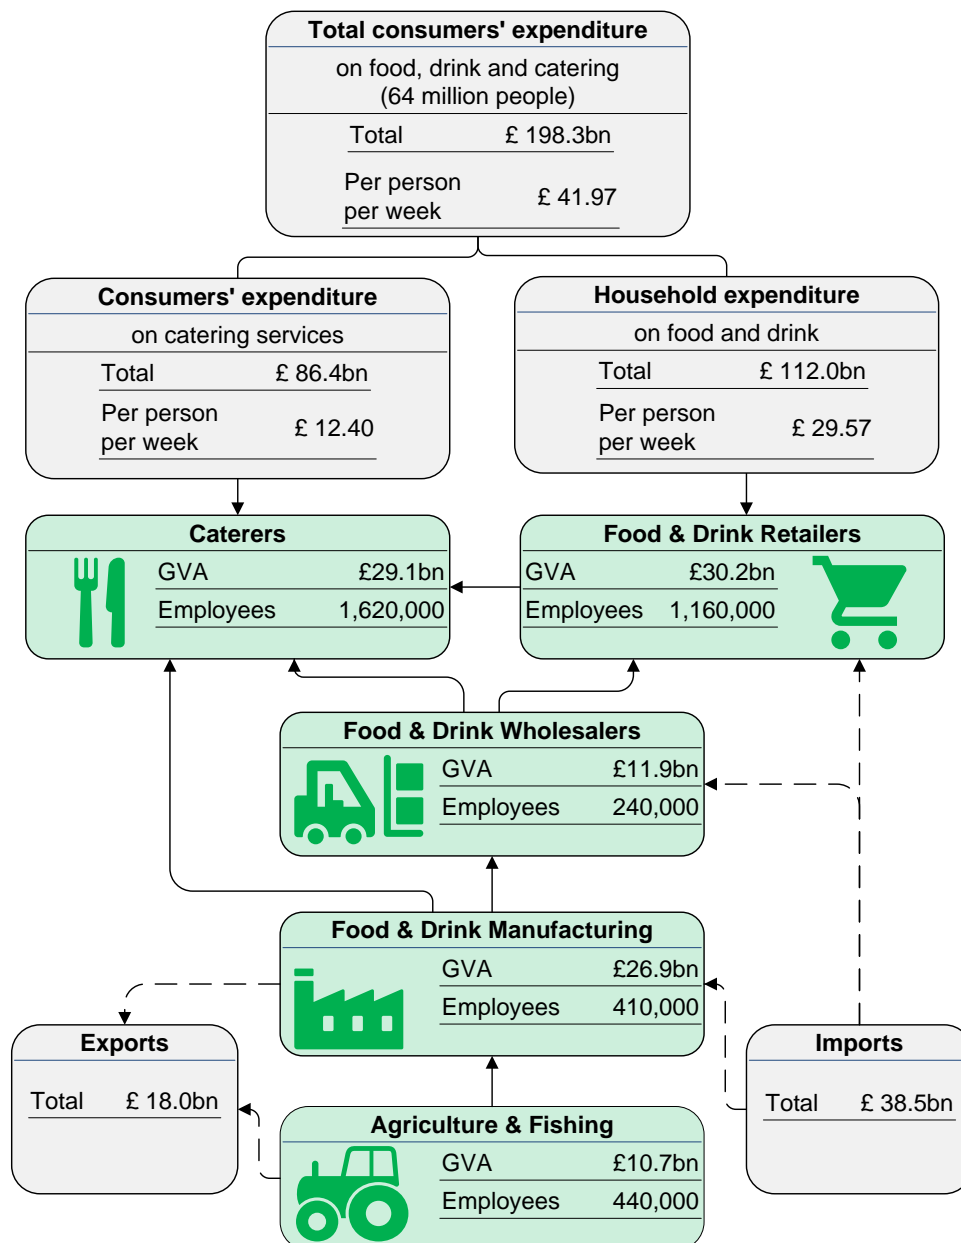 Total consumers' expenditure
on food, drink and catering
(64 million people)
Total £ 198.3bn
Per person
per week £ 41.97
Consumers' expenditure
on catering services
Total £ 86.4bn
Per person
per week £ 12.40
Household expenditure
on food and drink
Total £ 112.0bn
Per person
per week £ 29.57
Caterers
GVA £29.1bn
Employees 1,620,000
Food & Drink Retailers
GVA £30.2bn
Employees 1,160,000
Food & Drink Wholesalers
GVA £11.9bn
Employees 240,000
Food & Drink Manufacturing
GVA £26.9bn
Employees 410,000
Exports
Total £ 18.0bn
Imports
Total £ 38.5bn
Agriculture & Fishing
GVA £10.7bn
Employees 440,000